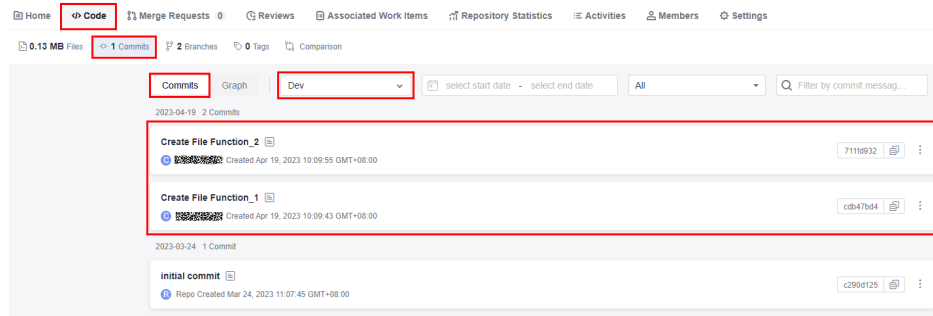 Home Code Merge Requests 0 Reviews Associated Work Items Repository Statistics Activities Members Settings
0.13 MB Files 1 Commits 2 Branches 0 Tags Comparison
Commits Graph Dev select start date - select end date All Filter by commit messag...
2023-04-19 2 Commits
Create File Function_2
C Created Apr 19, 2023 10:09:55 GMT+08:00 711fd932
Create File Function_1
C Created Apr 19, 2023 10:09:43 GMT+08:00 cdb47bd4
2023-03-24 1 Commit
initial commit
R Repo Created Mar 24, 2023 11:07:45 GMT+08:00 c290d125